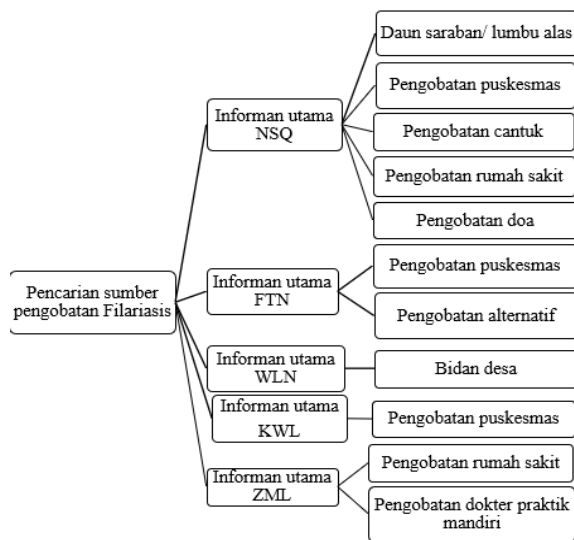 Pencarian sumber
pengobatan Filariasis
Informan utama
NSQ
Daun saraban/ lumbu alas
Pengobatan puskesmas
Pengobatan cantuk
Pengobatan rumah sakit
Pengobatan doa
Informan utama
FTN
Pengobatan puskesmas
Pengobatan alternatif
Informan utama
WLN
Bidan desa
Informan utama
KWL
Pengobatan puskesmas
Informan utama
ZML
Pengobatan rumah sakit
Pengobatan dokter praktik
mandiri